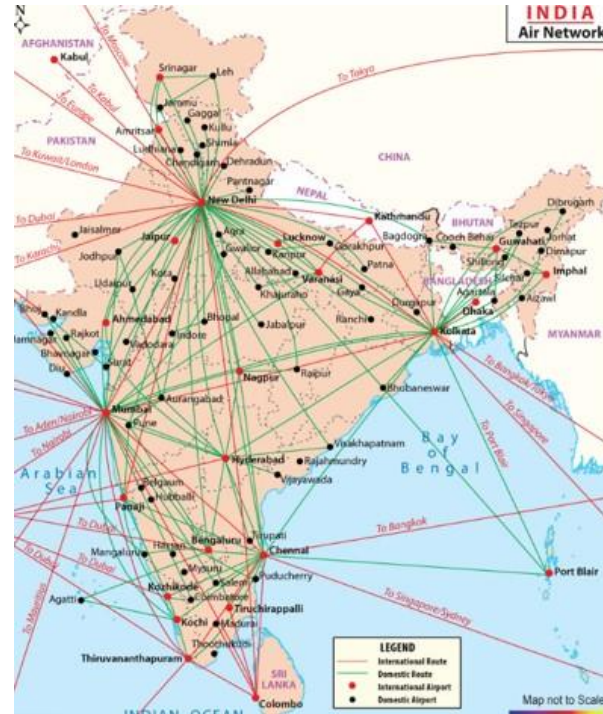 N
INDIA
Air Network
AFGHANISTAN
Kabul
To Moscow
To Kabul
To Europe
Srinagar
Leh
To Tokyo
Jammu
Gaggal
Kullu
Amritsar
Shimla
Ludhiana
Chandigarh
Dehradun
PAKISTAN
CHINA
To Kuwait/London
Pantnagar
New Delhi
NEPAL
To Dubai
Kathmandu
BHUTAN
Dibrugarh
Jaisalmer
Jaipur
Agra
Lucknow
Bagdogra
Cooch Behar
Tezpur
Jorhat
To Karachi
Jodhpur
Gwalior
Kanpur
Gorakhpur
Guwahati
Dimapur
Shillong
Kota
Allahabad
Varanasi
Patna
BANGLADESH
Silchar
Imphal
Udaipur
Khajuraho
Gaya
Agartala
Aizawl
Bhuj
Kandla
Ahmedabad
Bhopal
Jabalpur
Ranchi
Durgapur
Dhaka
Jamnagar
Rajkot
Vadodara
Indore
Kolkata
MYANMAR
Bhavnagar
Surat
Diu
Nagpur
Raipur
To Bangkok/Tokyo
Bhubaneswar
To Singapore
Mumbai
Aurangabad
To Aden/Nairobi
Pune
To Port Blair
To Nairobi
Visakhapatnam
Bay
of
Bengal
Hyderabad
Rajahmundry
Arabian
Sea
Vijayawada
Belgaum
Hubballi
Panaji
To Dubai
Bengaluru
Tirupati
To Bangkok
Hassan
Chennai
Mangaluru
To Dubai
To Dubai
Mysuru
Port Blair
Salem
Puducherry
Kozhikode
Coimbatore
Agatti
To Mauritius
Tiruchirappalli
To Singapore/Sydney
Kochi
Madurai
Thoothukudi
Thiruvananthapuram
SRI
LANKA
Colombo
INDIAN OCEAN
LEGEND
International Route
Domestic Route
International Airport
Domestic Airport
Map not to Scale